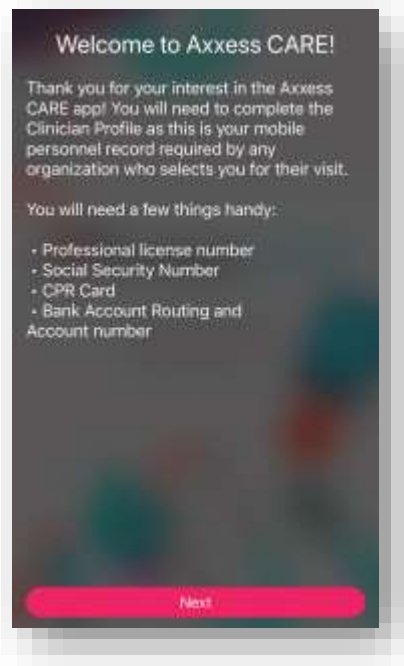 Welcome to Axxess CARE!
Thank you for your interest in the Axxess
CARE app! You will need to complete the
Clinician Profile as this is your mobile
personnel record required by any
organization who selects you for their visit.
You will need a few things handy:
• Professional license number
• Social Security Number
• CPR Card
• Bank Account Routing and
Account number
Next